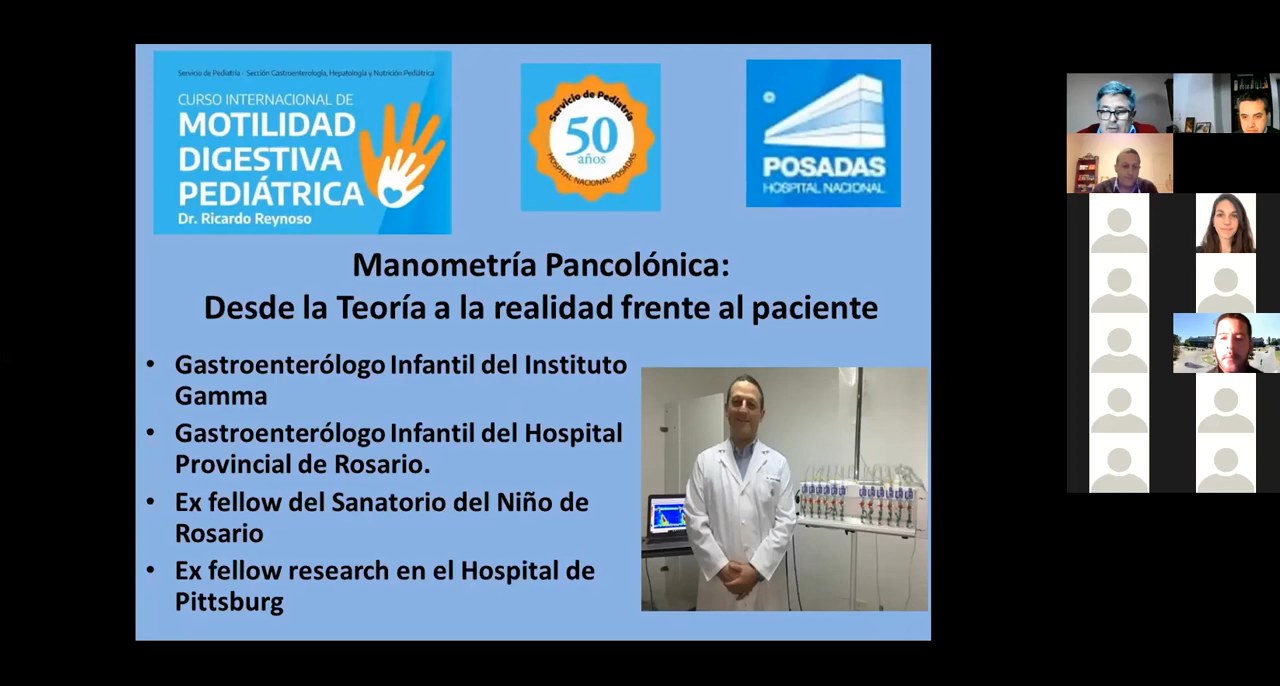 Servicio de Pediatría - Sección Gastroenterología, Hepatología y Nutrición Pediátrica
CURSO INTERNACIONAL DE
MOTILIDAD
DIGESTIVA
PEDIÁTRICA
Dr. Ricardo Reynoso
Servicio de Pediatría
50
años
HOSPITAL NACIONAL POSADAS
POSADAS
HOSPITAL NACIONAL
Manometría Pancolónica:
Desde la Teoría a la realidad frente al paciente
• Gastroenterólogo Infantil del Instituto
Gamma
• Gastroenterólogo Infantil del Hospital
Provincial de Rosario.
• Ex fellow del Sanatorio del Niño de
Rosario
• Ex fellow research en el Hospital de
Pittsburg